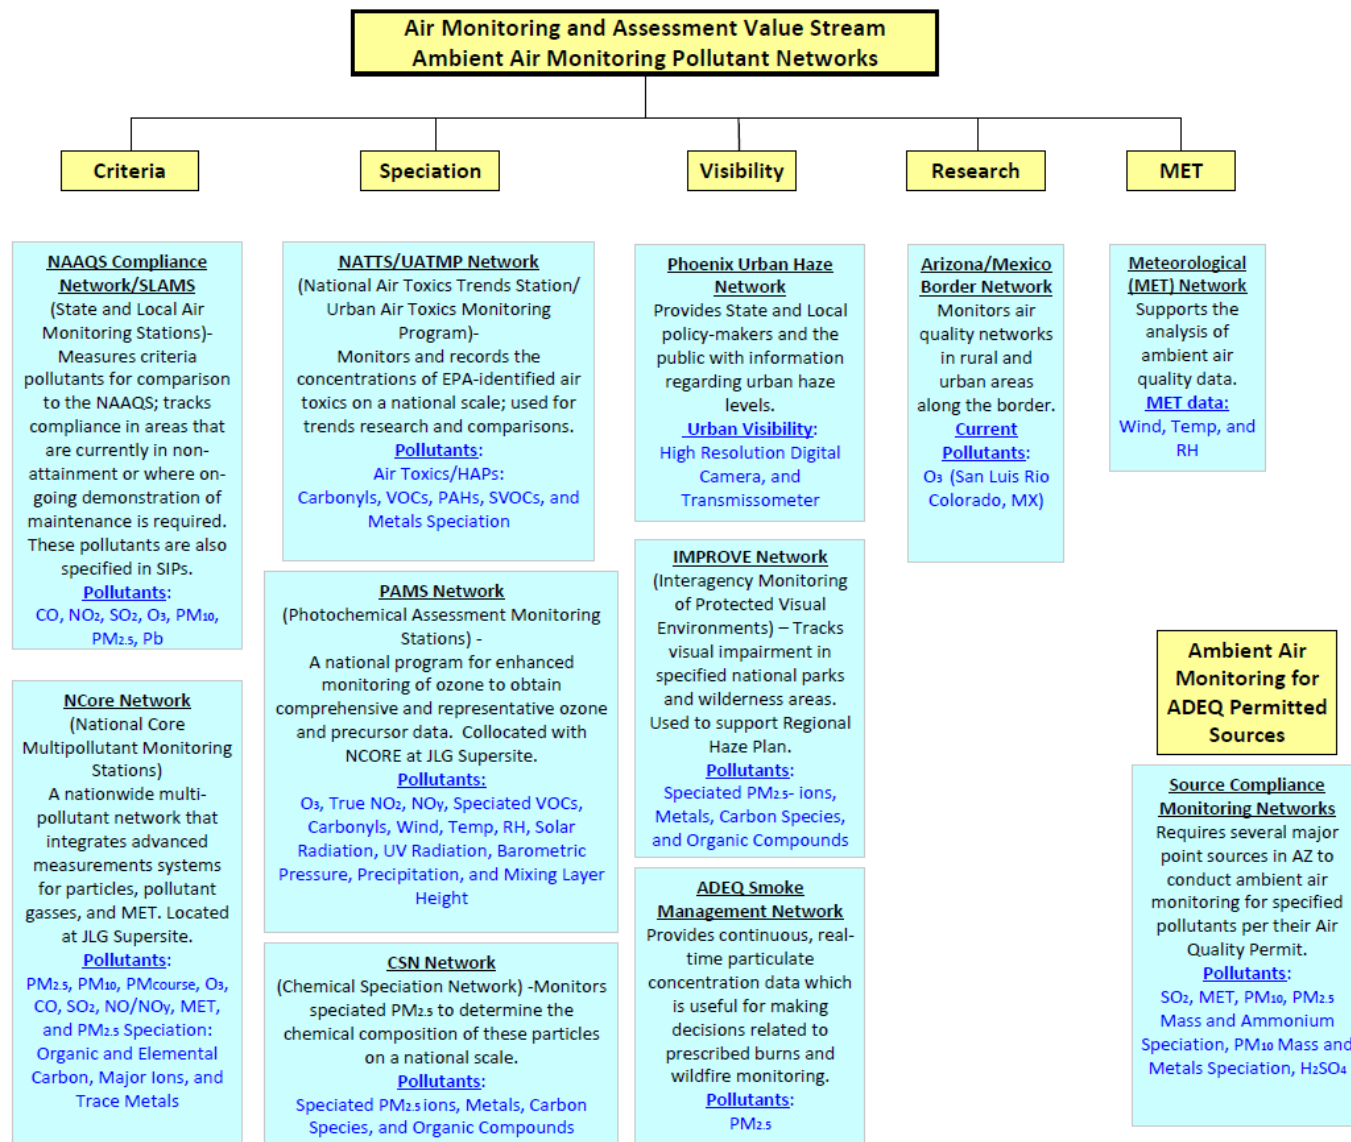 Air Monitoring and Assessment Value Stream
Ambient Air Monitoring Pollutant Networks
Criteria
Speciation
Visibility
Research
MET
NAAQS Compliance
Network/SLAMS
(State and Local Air
Monitoring Stations)-
Measures criteria
pollutants for comparison
to the NAAQS; tracks
compliance in areas that
are currently in non-
attainment or where on-
going demonstration of
maintenance is required.
These pollutants are also
specified in SIPs.
Pollutants:
CO, NO₂, SO₂, O₃, PM₁₀,
PM₂.₅, Pb
NCore Network
(National Core
Multipollutant Monitoring
Stations)
A nationwide multi-
pollutant network that
integrates advanced
measurements systems
for particles, pollutant
gasses, and MET. Located
at JLG Supersite.
Pollutants:
PM₂.₅, PM₁₀, PMcourse, O₃,
CO, SO₂, NO/NOy, MET,
and PM₂.₅ Speciation:
Organic and Elemental
Carbon, Major Ions, and
Trace Metals
NATTS/UATMP Network
(National Air Toxics Trends Station/
Urban Air Toxics Monitoring
Program)-
Monitors and records the
concentrations of EPA-identified air
toxics on a national scale; used for
trends research and comparisons.
Pollutants:
Air Toxics/HAPs:
Carbonyls, VOCs, PAHs, SVOCs, and
Metals Speciation
PAMS Network
(Photochemical Assessment Monitoring
Stations) -
A national program for enhanced
monitoring of ozone to obtain
comprehensive and representative ozone
and precursor data.  Collocated with
NCORE at JLG Supersite.
Pollutants:
O₃, True NO₂, NOy, Speciated VOCs,
Carbonyls, Wind, Temp, RH, Solar
Radiation, UV Radiation, Barometric
Pressure, Precipitation, and Mixing Layer
Height
CSN Network
(Chemical Speciation Network) -Monitors
speciated PM₂.₅ to determine the
chemical composition of these particles
on a national scale.
Pollutants:
Speciated PM₂.₅ ions, Metals, Carbon
Species, and Organic Compounds
Phoenix Urban Haze
Network
Provides State and Local
policy-makers and the
public with information
regarding urban haze
levels.
Urban Visibility:
High Resolution Digital
Camera, and
Transmissometer
IMPROVE Network
(Interagency Monitoring
of Protected Visual
Environments) – Tracks
visual impairment in
specified national parks
and wilderness areas.
Used to support Regional
Haze Plan.
Pollutants:
Speciated PM₂.₅- ions,
Metals, Carbon Species,
and Organic Compounds
ADEQ Smoke
Management Network
Provides continuous, real-
time particulate
concentration data which
is useful for making
decisions related to
prescribed burns and
wildfire monitoring.
Pollutants:
PM₂.₅
Arizona/Mexico
Border Network
Monitors air
quality networks
in rural and
urban areas
along the border.
Current
Pollutants:
O₃ (San Luis Rio
Colorado, MX)
Meteorological
(MET) Network
Supports the
analysis of
ambient air
quality data.
MET data:
Wind, Temp, and
RH
Ambient Air
Monitoring for
ADEQ Permitted
Sources
Source Compliance
Monitoring Networks
Requires several major
point sources in AZ to
conduct ambient air
monitoring for specified
pollutants per their Air
Quality Permit.
Pollutants:
SO₂, MET, PM₁₀, PM₂.₅
Mass and Ammonium
Speciation, PM₁₀ Mass and
Metals Speciation, H₂SO₄